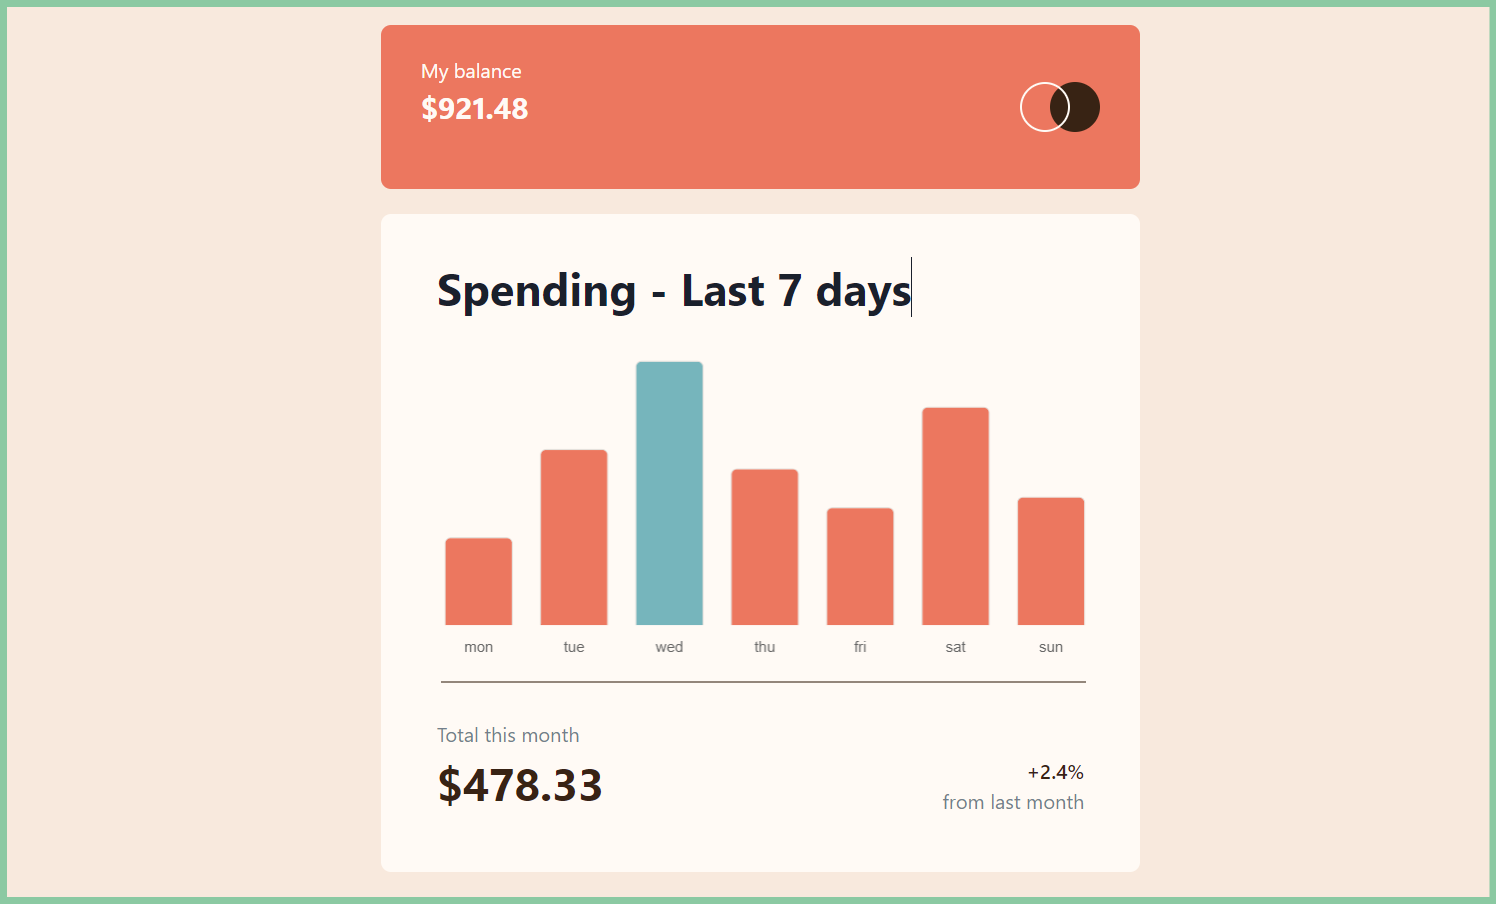 My balance
$921.48
Spending - Last 7 days
mon tue wed thu fri sat sun
Total this month
$478.33
+2.4%
from last month